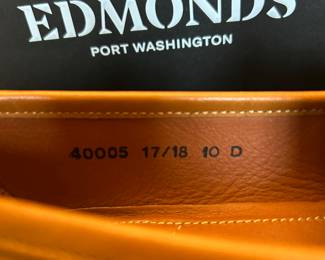 EDMONDS
PORT WASHINGTON
40005 17/18 10 D